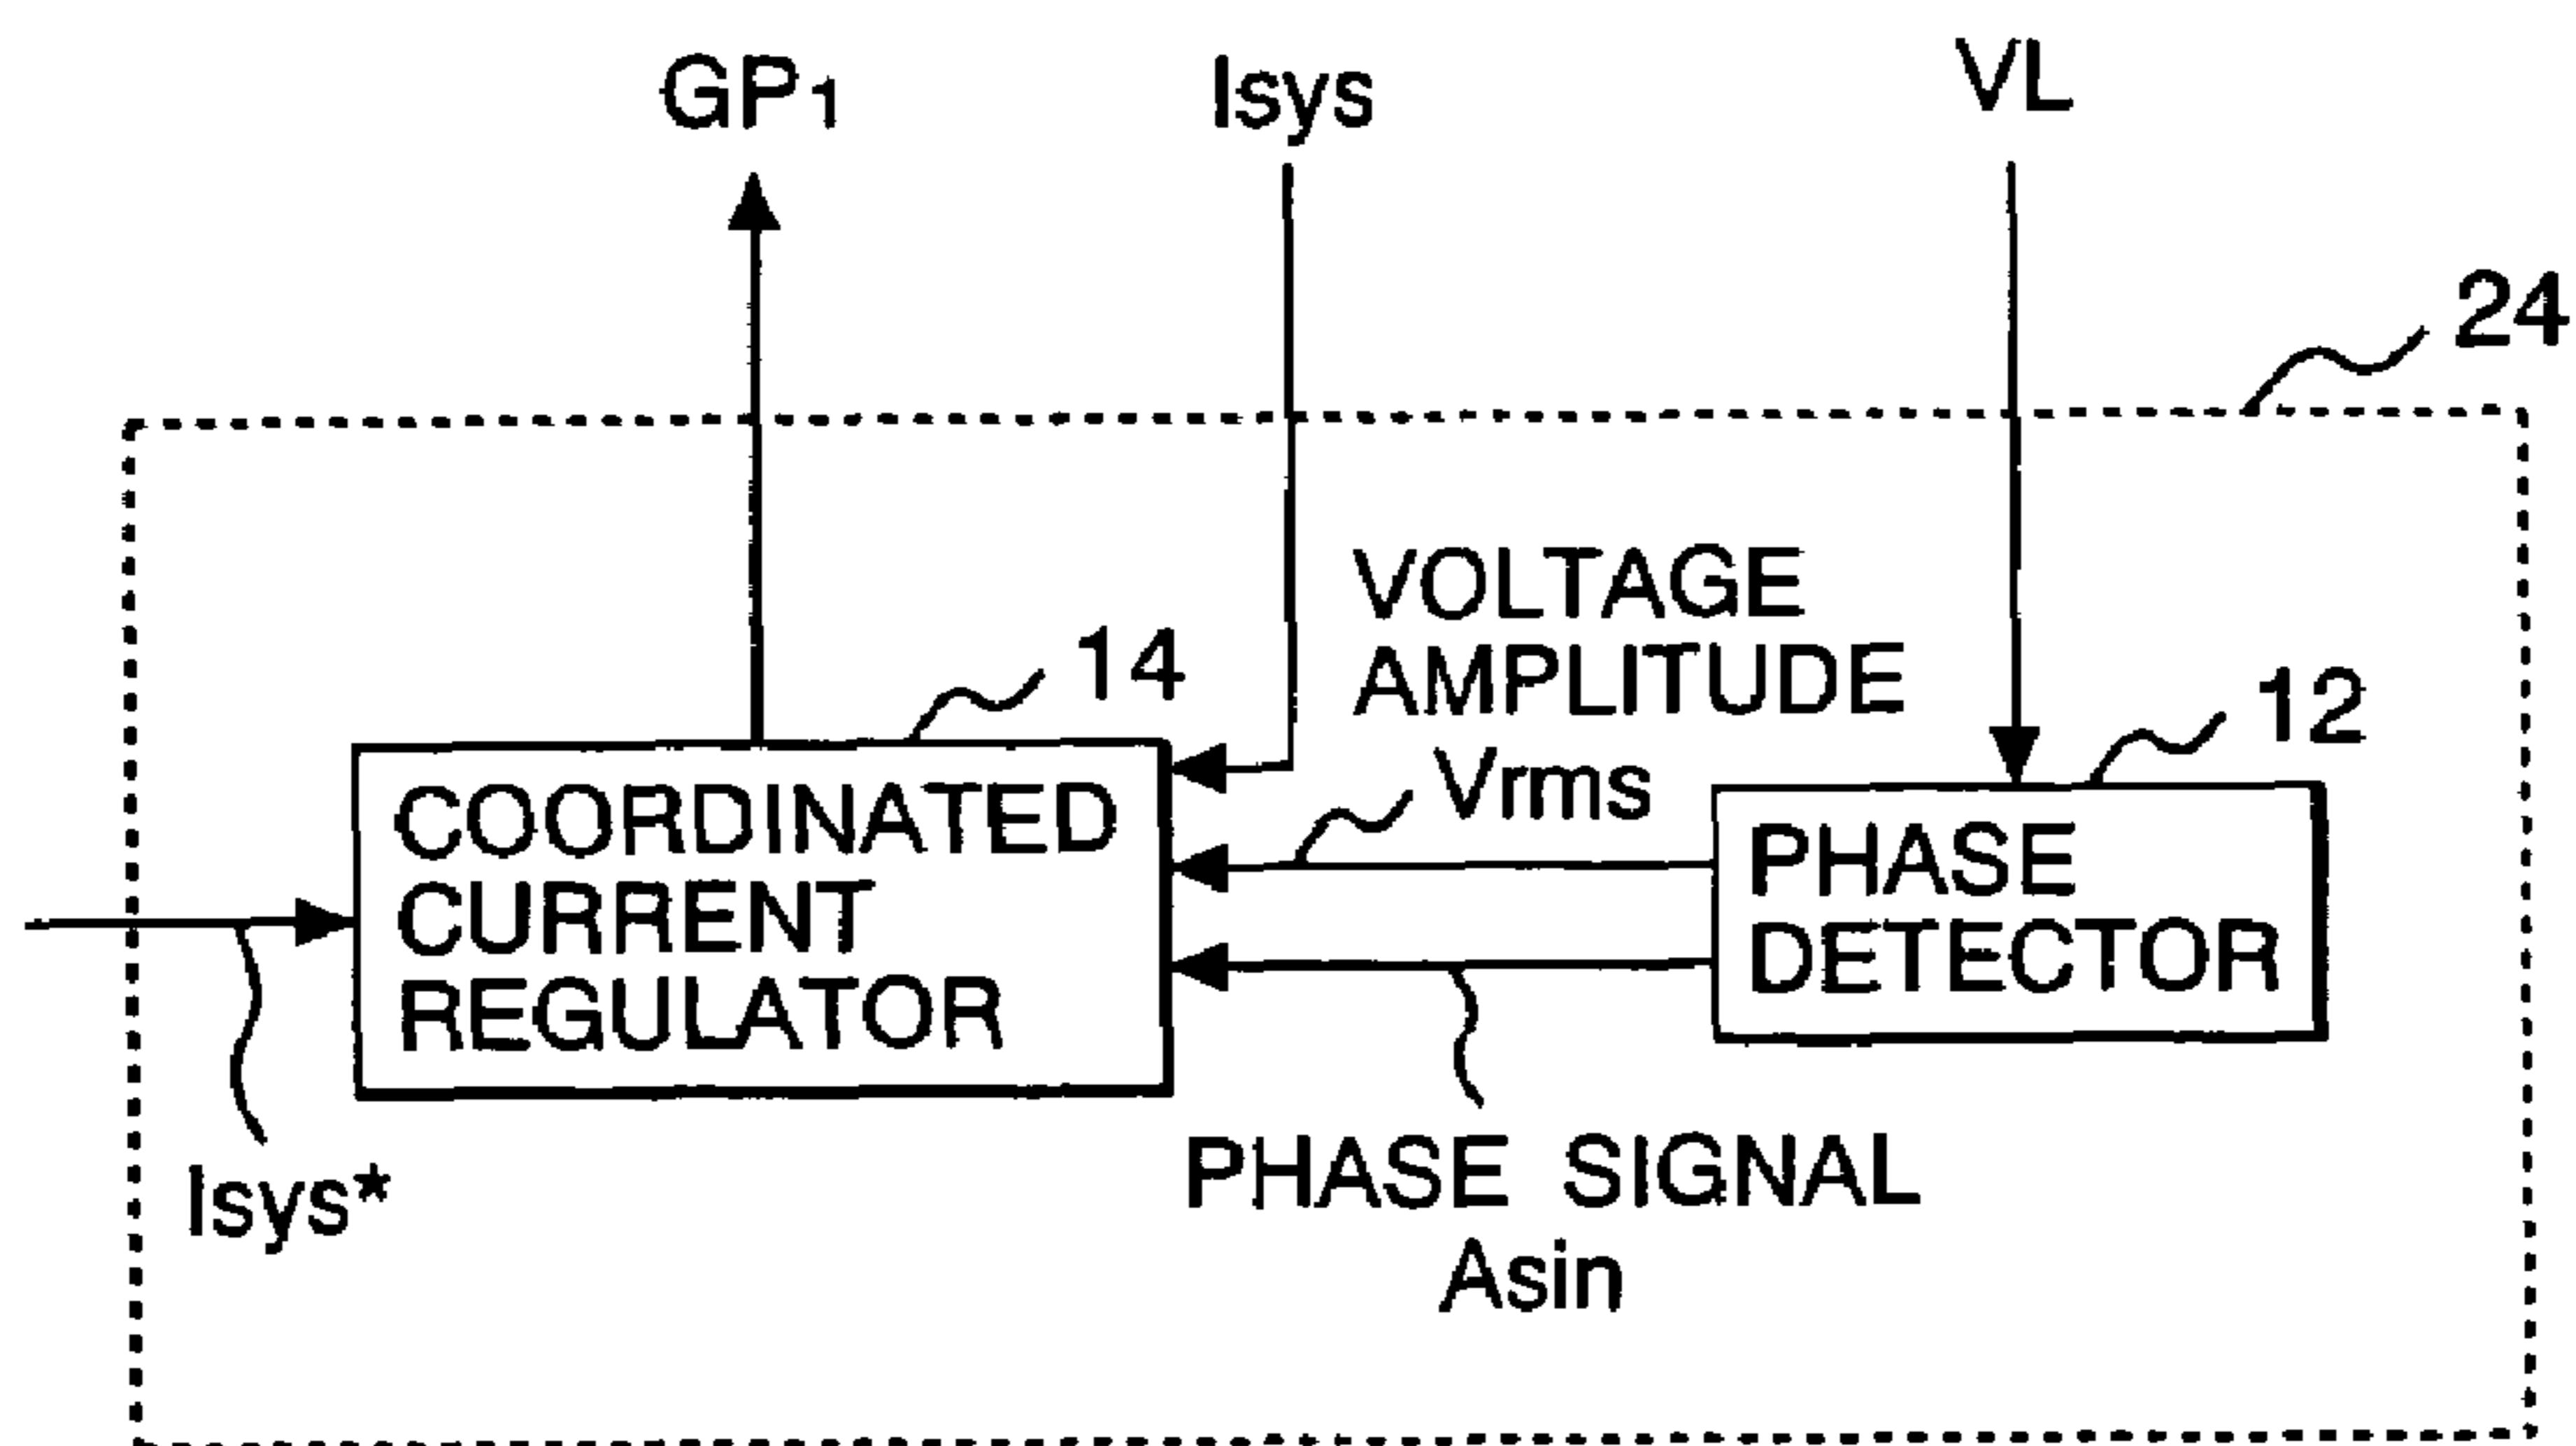 GP1
Isys
VL
24
VOLTAGE
AMPLITUDE
Vrms
14
12
COORDINATED
CURRENT
REGULATOR
PHASE
DETECTOR
Isys*
PHASE SIGNAL
Asin